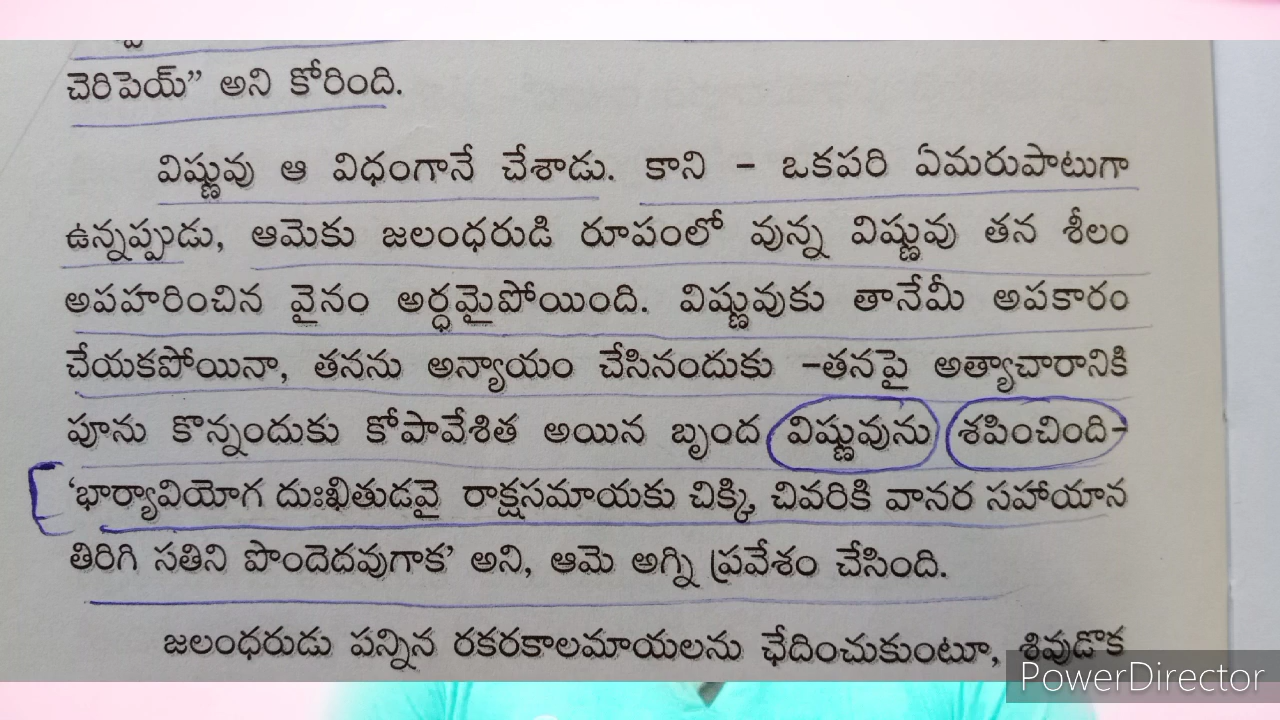 చెరిపెయ్” అని కోరింది.
విష్ణువు ఆ విధంగానే చేశాడు. కాని – ఒకపరి ఏమరుపాటుగా
ఉన్నప్పుడు, ఆమెకు జలంధరుడి రూపంలో వున్న విష్ణువు తన శీలం
అపహరించిన వైనం అర్ధమైపోయింది. విష్ణువుకు తానేమీ అపకారం
చేయకపోయినా, తనను అన్యాయం చేసినందుకు –తనపై అత్యాచారానికి
పూను కొన్నందుకు కోపావేశిత అయిన బృంద విష్ణువును శపించింది–
‘భార్యావియోగ దుఃఖితుడవై రాక్షసమాయకు చిక్కి, చివరికి వానర సహాయాన
తిరిగి సతిని పొందెదవుగాక’ అని, ఆమె అగ్ని ప్రవేశం చేసింది.
జలంధరుడు పన్నిన రకరకాలమాయలను ఛేదించుకుంటూ, శివుడొక
PowerDirector